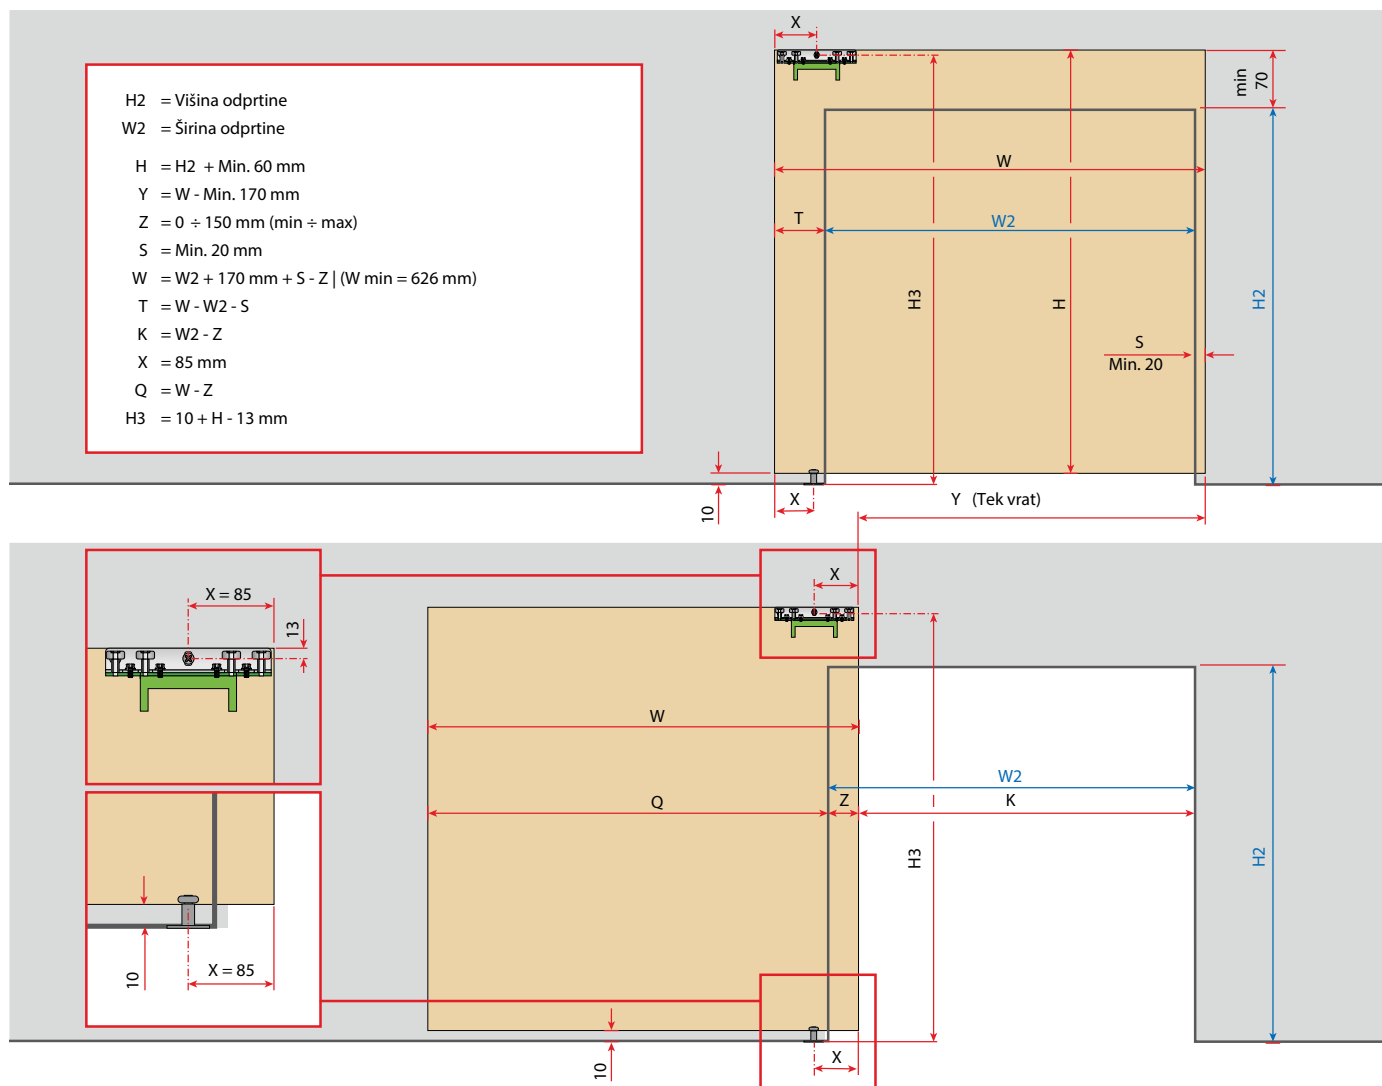 H2 = Višina odprtine
W2 = Širina odprtine
H = H2 + Min. 60 mm
Y = W - Min. 170 mm
Z = 0 ÷ 150 mm (min ÷ max)
S = Min. 20 mm
W = W2 + 170 mm + S - Z | (W min = 626 mm)
T = W - W2 - S
K = W2 - Z
X = 85 mm
Q = W - Z
H3 = 10 + H - 13 mm
X
min
70
W
T
W2
H3
H
H2
S
Min. 20
10
X
Y (Tek vrat)
X = 85
13
X
W
W2
Q
Z
K
H3
H2
10
X = 85
10
X